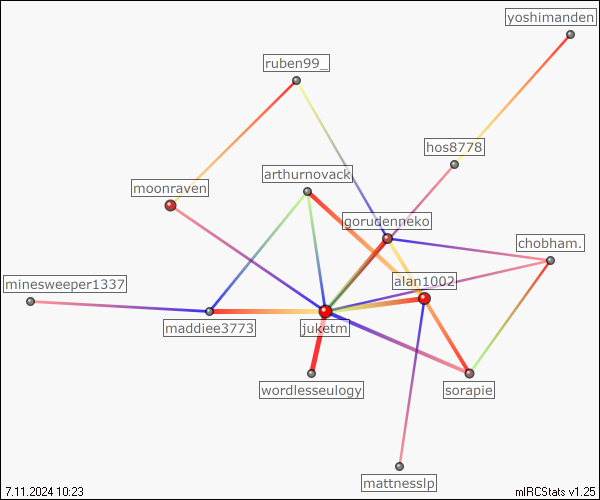 yoshimanden
ruben99_
hos8778
arthurnovack
moonraven
gorudenneko
chobham.
alan1002
minesweeper1337
maddiee3773
juketm
wordlesseulogy
sorapie
mattnesslp
7.11.2024 10:23
mIRCStats v1.25